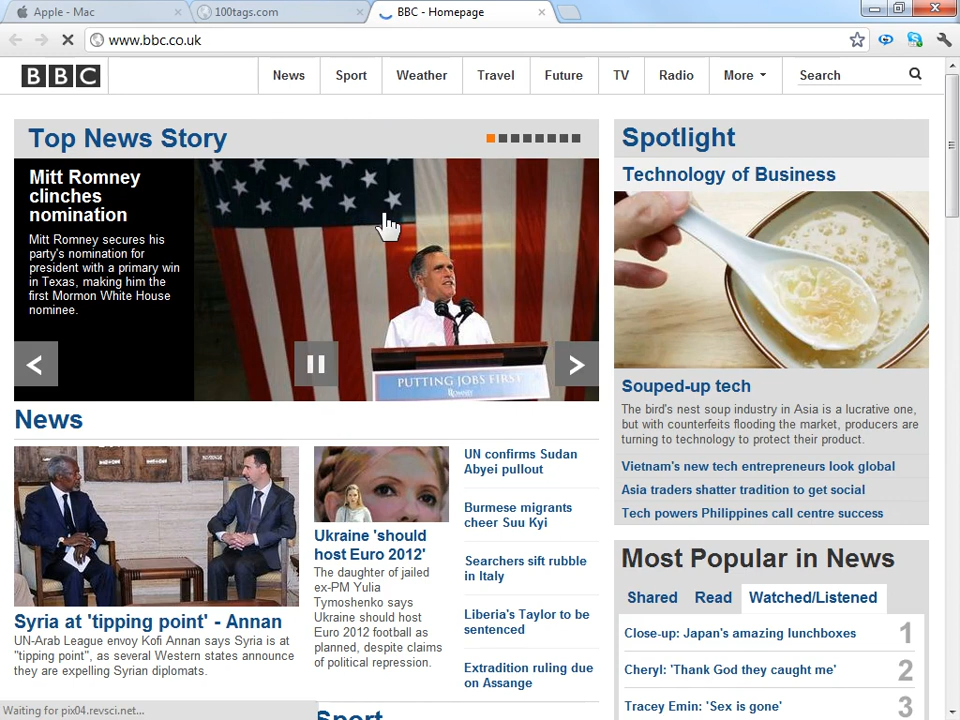 Apple - Mac
100tags.com
BBC - Homepage
www.bbc.co.uk
BBC
News
Sport
Weather
Travel
Future
TV
Radio
More
Search
Top News Story
Mitt Romney
clinches
nomination
Mitt Romney secures his
party's nomination for
president with a primary win
in Texas, making him the
first Mormon White House
nominee.
PUTTING JOBS FIRST
ROMNEY
Spotlight
Technology of Business
Souped-up tech
The bird's nest soup industry in Asia is a lucrative one,
but with counterfeits flooding the market, producers are
turning to technology to protect their product.
Vietnam's new tech entrepreneurs look global
Asia traders shatter tradition to get social
Tech powers Philippines call centre success
News
Syria at 'tipping point' - Annan
UN-Arab League envoy Kofi Annan says Syria is at
"tipping point", as several Western states announce
they are expelling Syrian diplomats.
Ukraine 'should
host Euro 2012'
The daughter of jailed
ex-PM Yulia
Tymoshenko says
Ukraine should host
Euro 2012 football as
planned, despite claims
of political repression.
UN confirms Sudan
Abyei pullout
Burmese migrants
cheer Suu Kyi
Searchers sift rubble
in Italy
Liberia's Taylor to be
sentenced
Extradition ruling due
on Assange
Most Popular in News
Shared
Read
Watched/Listened
Close-up: Japan's amazing lunchboxes
1
Cheryl: 'Thank God they caught me'
2
Tracey Emin: 'Sex is gone'
3
Sport
Waiting for pix04.revsci.net...